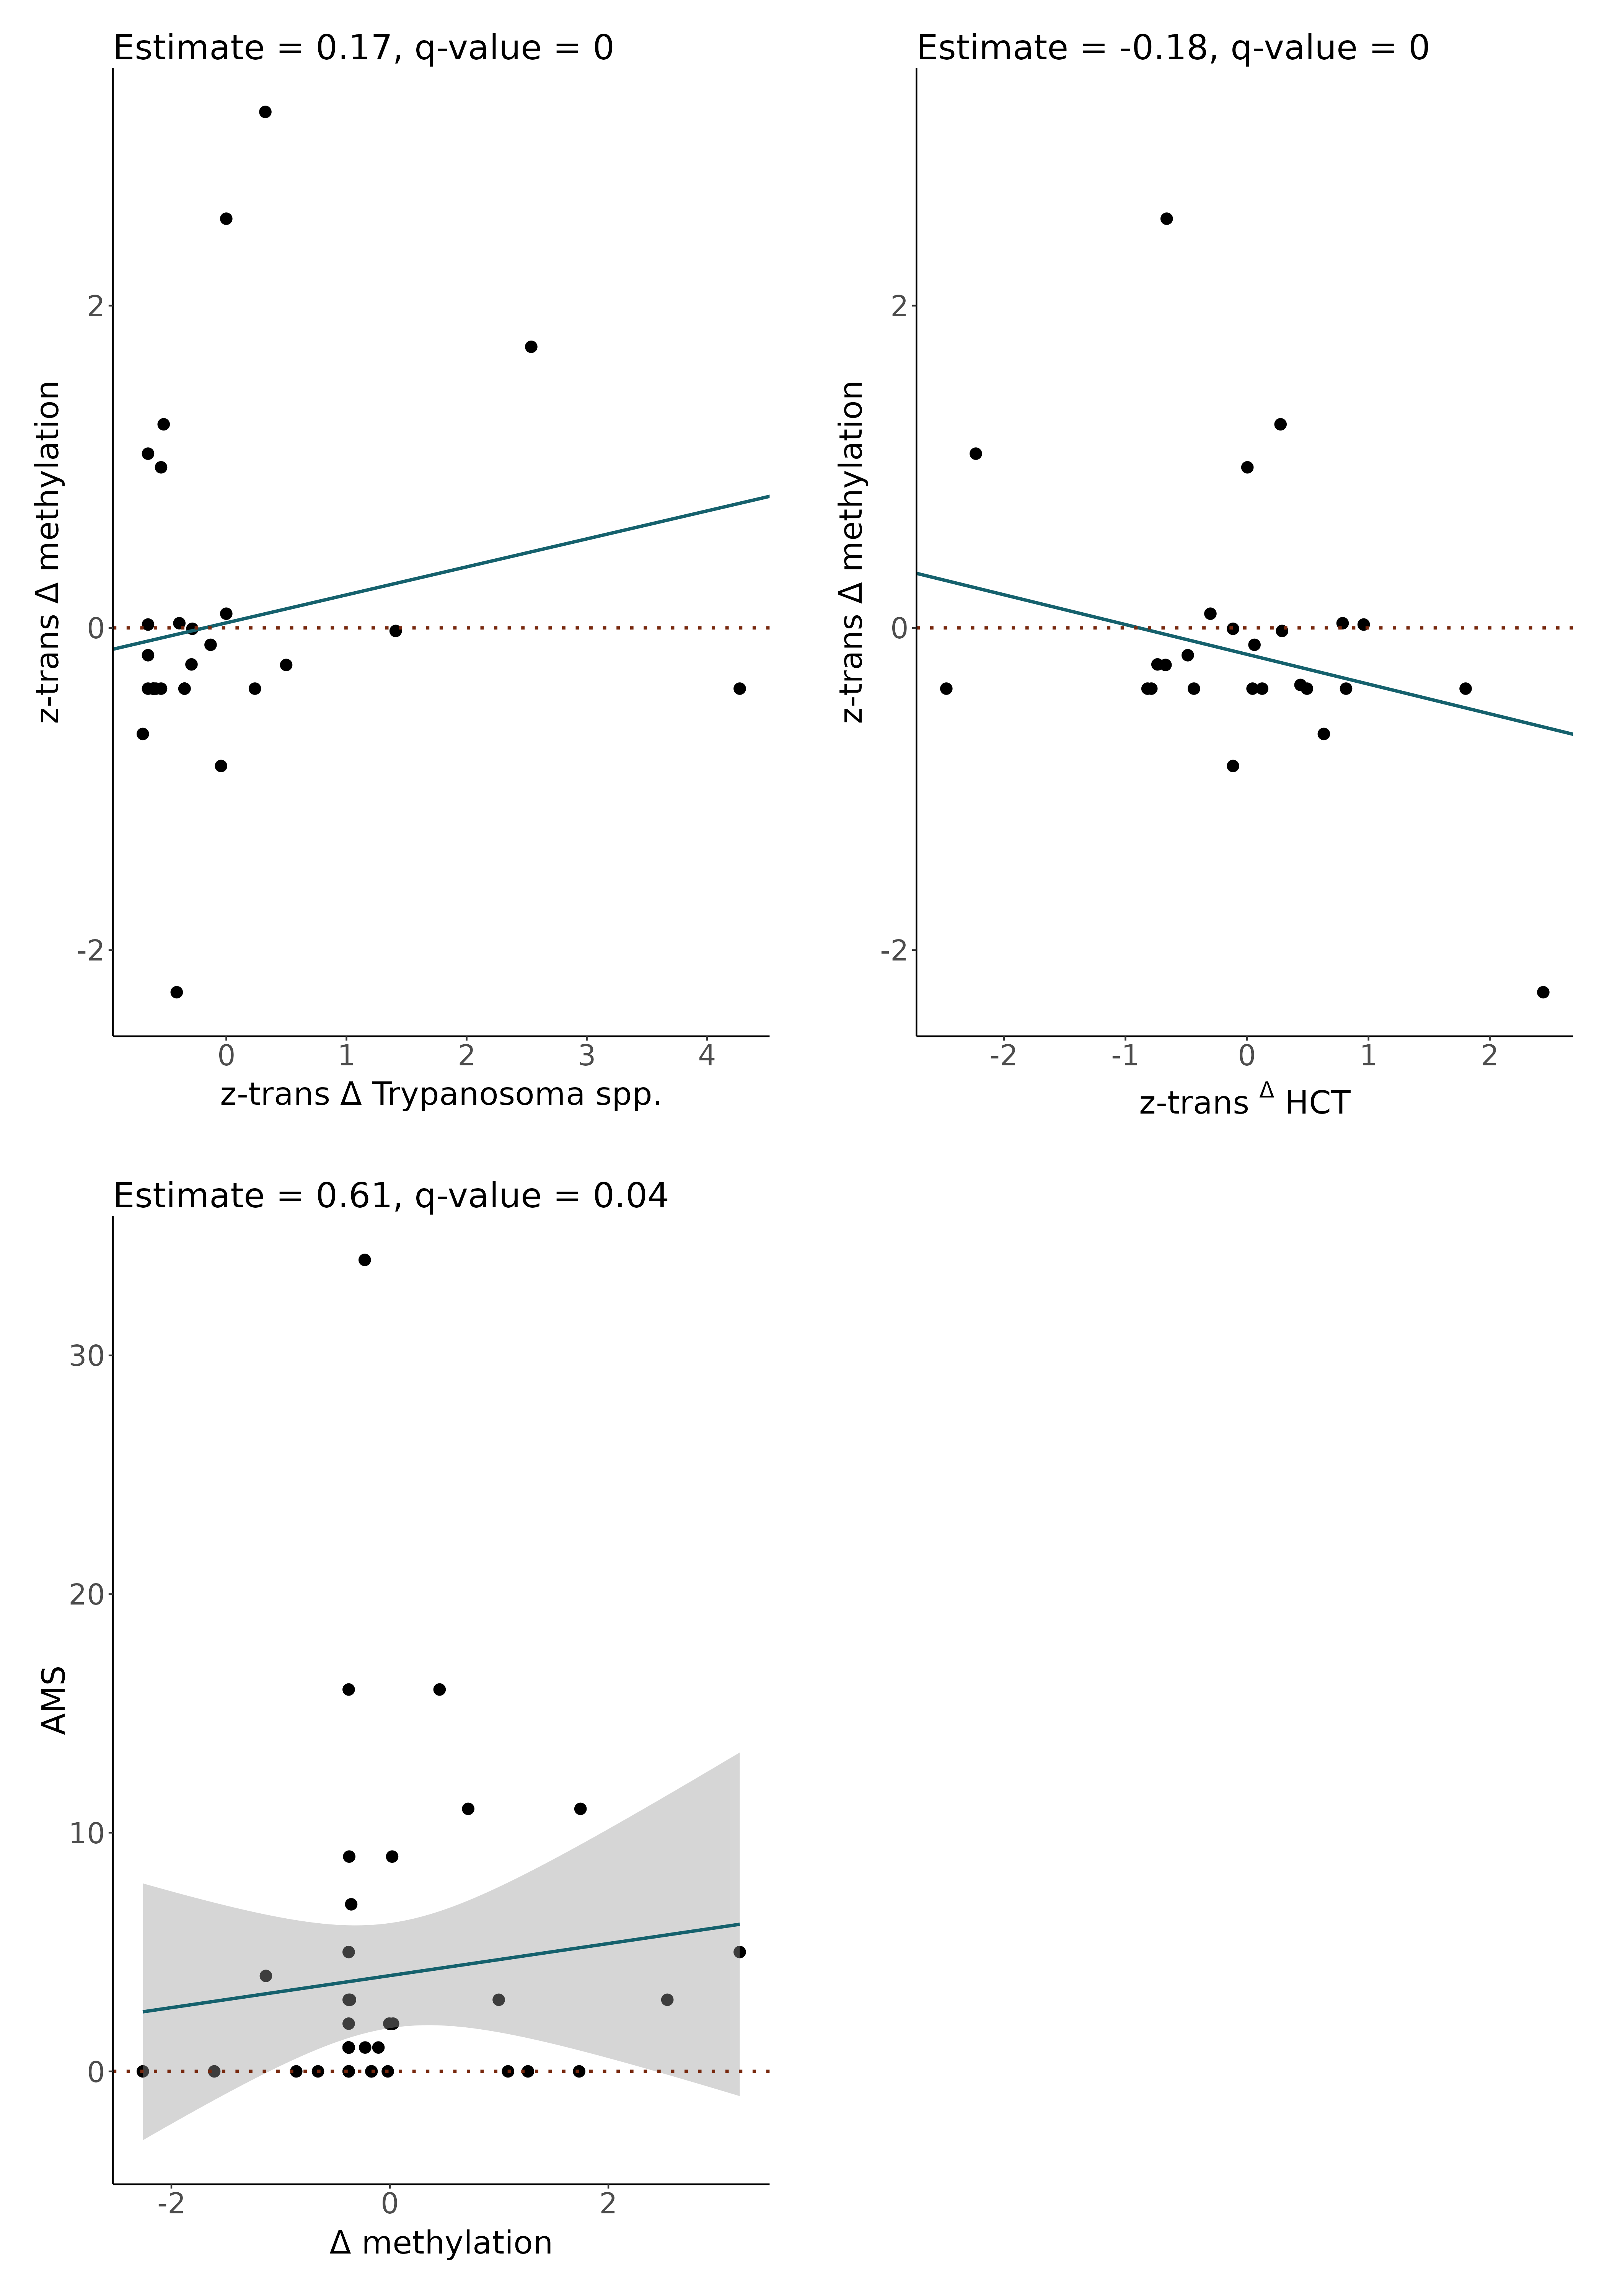 Estimate = 0.17, q-value = 0
z-trans Δ methylation
2
0
-2
0 1 2 3 4
z-trans Δ Trypanosoma spp.
Estimate = -0.18, q-value = 0
z-trans Δ methylation
2
0
-2
-2 -1 0 1 2
z-trans Δ HCT
Estimate = 0.61, q-value = 0.04
AMS
30
20
10
0
-2 0 2
Δ methylation